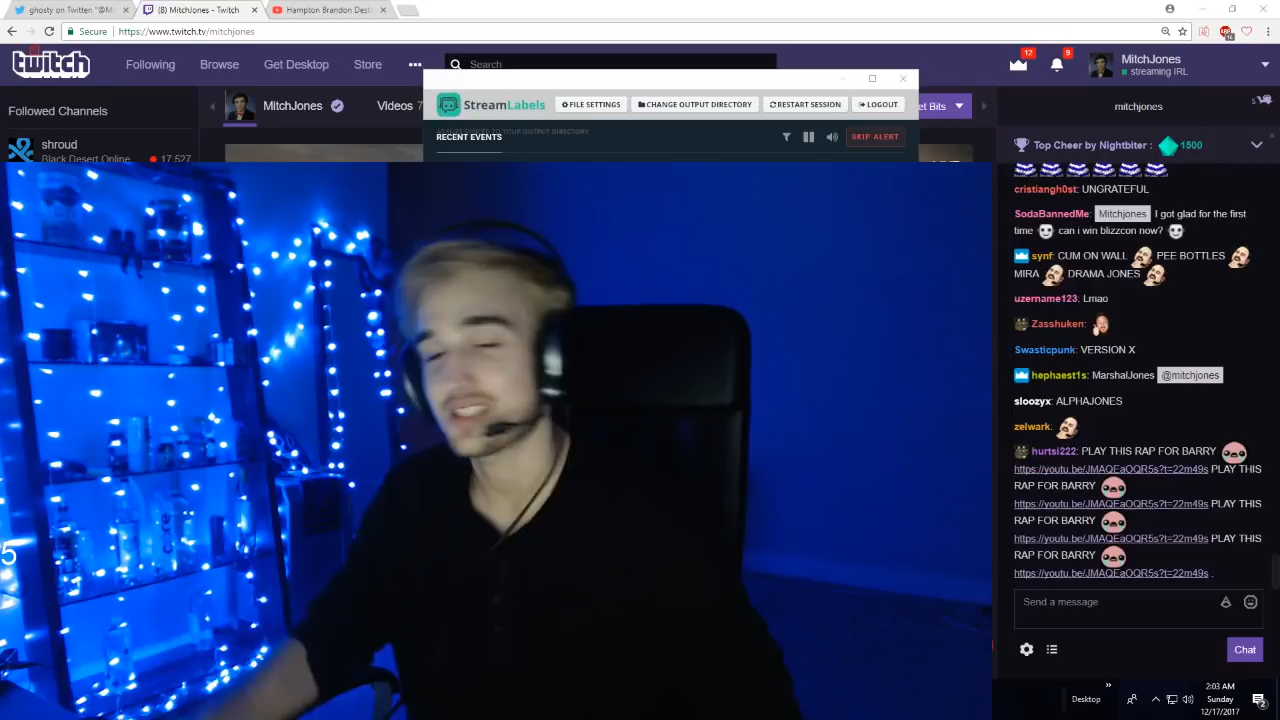 ghosty on Twitter: "@Mi
(8) MitchJones - Twitch
Hampton Brandon Dest
Secure
https://www.twitch.tv/mitchjones
twitch
Following
Browse
Get Desktop
Store
Search
12
9
MitchJones
streaming IRL
Followed Channels
shroud
Black Desert Online
17,527
MitchJones
Videos 7
StreamLabels
FILE SETTINGS
CHANGE OUTPUT DIRECTORY
RESTART SESSION
LOGOUT
RECENT EVENTS
SKIP ALERT
et Bits
mitchjones
Top Cheer by Nightbiter :
1500
cristiangh0st: UNGRATEFUL
SodaBannedMe: Mitchjones I got glad for the first
time can i win blizzcon now?
synf: CUM ON WALL PEE BOTTLES
MIRA DRAMA JONES
uzername123: Lmao
Zasshuken:
Swasticpunk: VERSION X
hephaest1s: MarshalJones @mitchjones
sloozyx: ALPHAJONES
zelwark:
hurtsi222: PLAY THIS RAP FOR BARRY
https://youtu.be/JMAQEaOQR5s?t=22m49s PLAY THIS
RAP FOR BARRY
https://youtu.be/JMAQEaOQR5s?t=22m49s PLAY THIS
RAP FOR BARRY
https://youtu.be/JMAQEaOQR5s?t=22m49s PLAY THIS
RAP FOR BARRY
https://youtu.be/JMAQEaOQR5s?t=22m49s .
5
Send a message
Chat
Desktop
2:03 AM
Sunday
12/17/2017
2